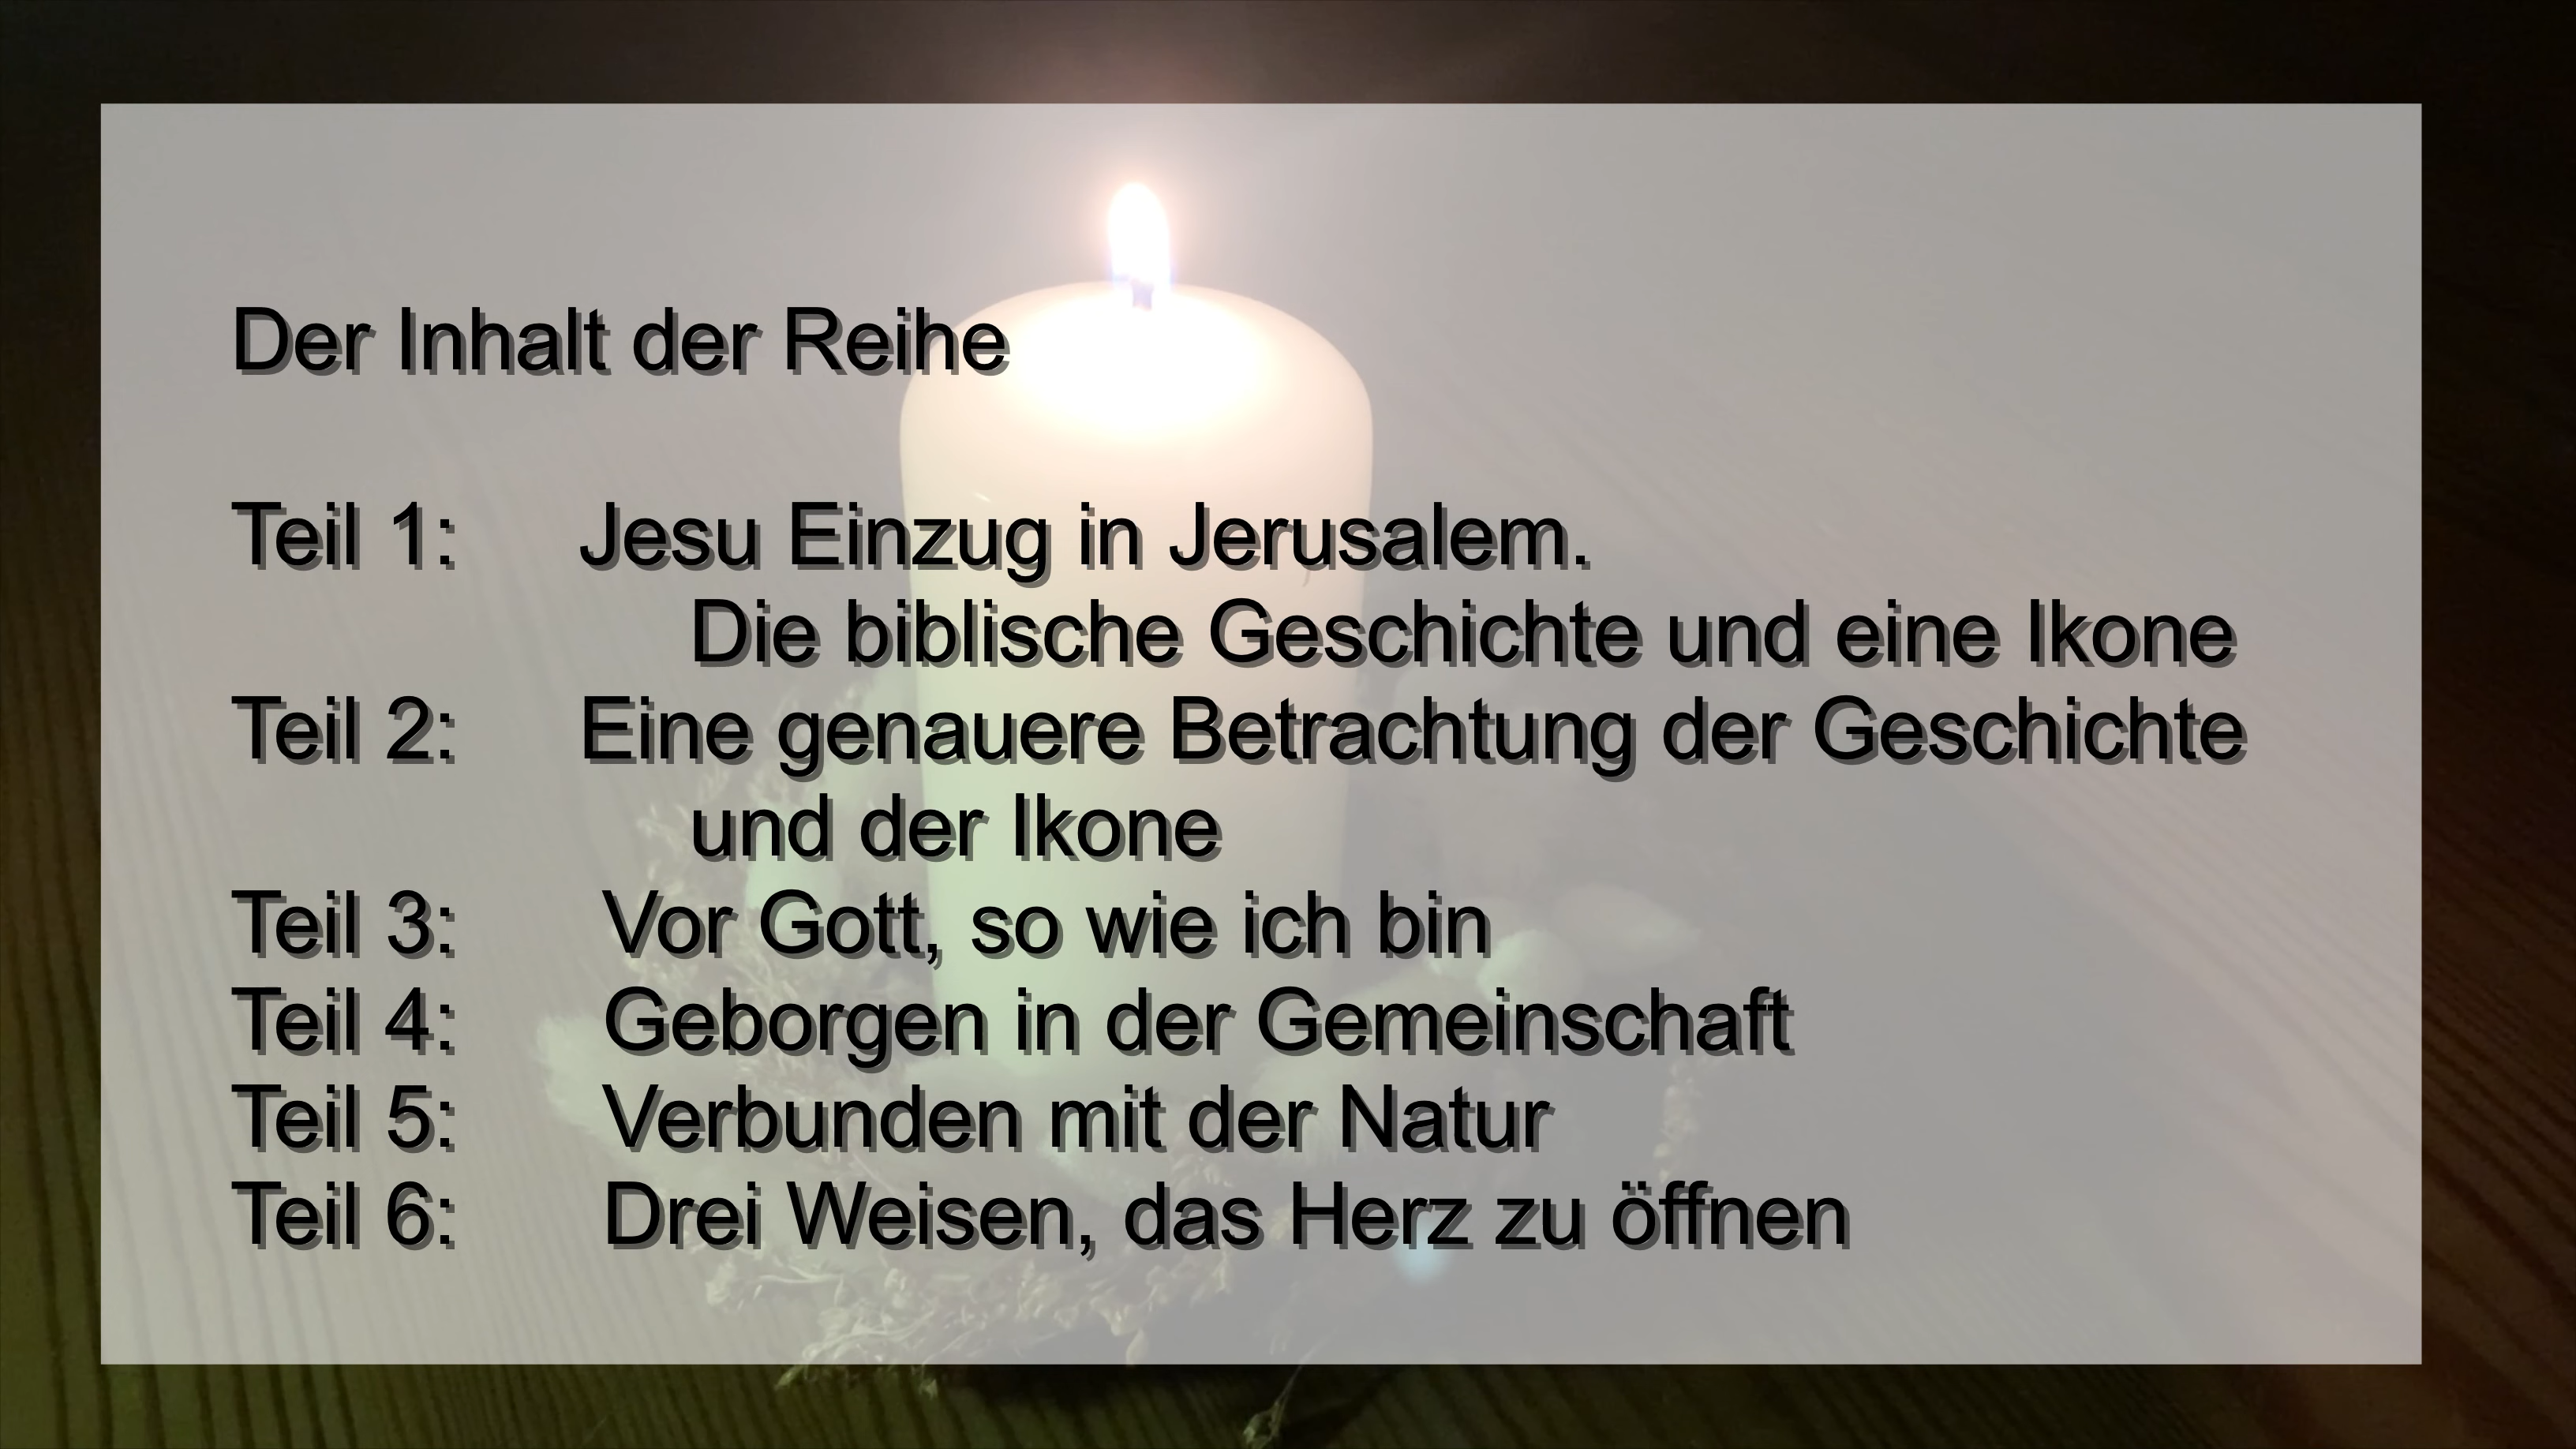 Der Inhalt der Reihe
Teil 1: Jesu Einzug in Jerusalem.
Die biblische Geschichte und eine Ikone
Teil 2: Eine genauere Betrachtung der Geschichte
und der Ikone
Teil 3: Vor Gott, so wie ich bin
Teil 4: Geborgen in der Gemeinschaft
Teil 5: Verbunden mit der Natur
Teil 6: Drei Weisen, das Herz zu öffnen